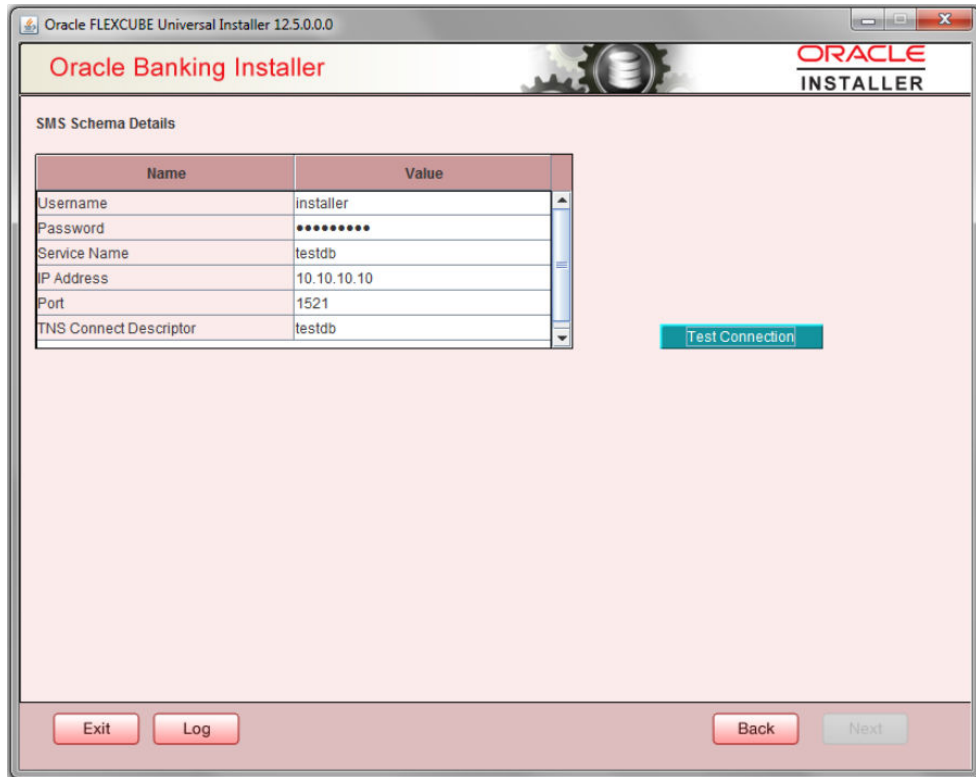 Oracle FLEXCUBE Universal Installer 12.5.0.0.0
Oracle Banking Installer
ORACLE
INSTALLER
SMS Schema Details
Name Value
Username installer
Password •••••••••
Service Name testdb
IP Address 10.10.10.10
Port 1521
TNS Connect Descriptor testdb
Test Connection
Exit Log Back Next